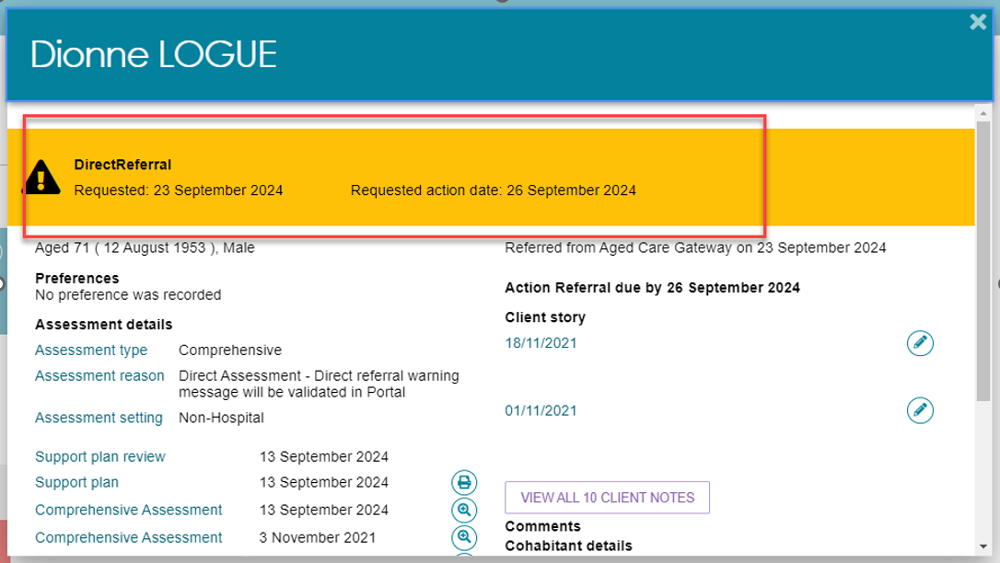 Dionne LOGUE
DirectReferral
Requested: 23 September 2024
Requested action date: 26 September 2024
Aged 71 ( 12 August 1953 ), Male
Preferences
No preference was recorded
Assessment details
Assessment type Comprehensive
Assessment reason Direct Assessment - Direct referral warning
message will be validated in Portal
Assessment setting Non-Hospital
Support plan review 13 September 2024
Support plan 13 September 2024
Comprehensive Assessment 13 September 2024
Comprehensive Assessment 3 November 2021
Referred from Aged Care Gateway on 23 September 2024
Action Referral due by 26 September 2024
Client story
18/11/2021
01/11/2021
VIEW ALL 10 CLIENT NOTES
Comments
Cohabitant details